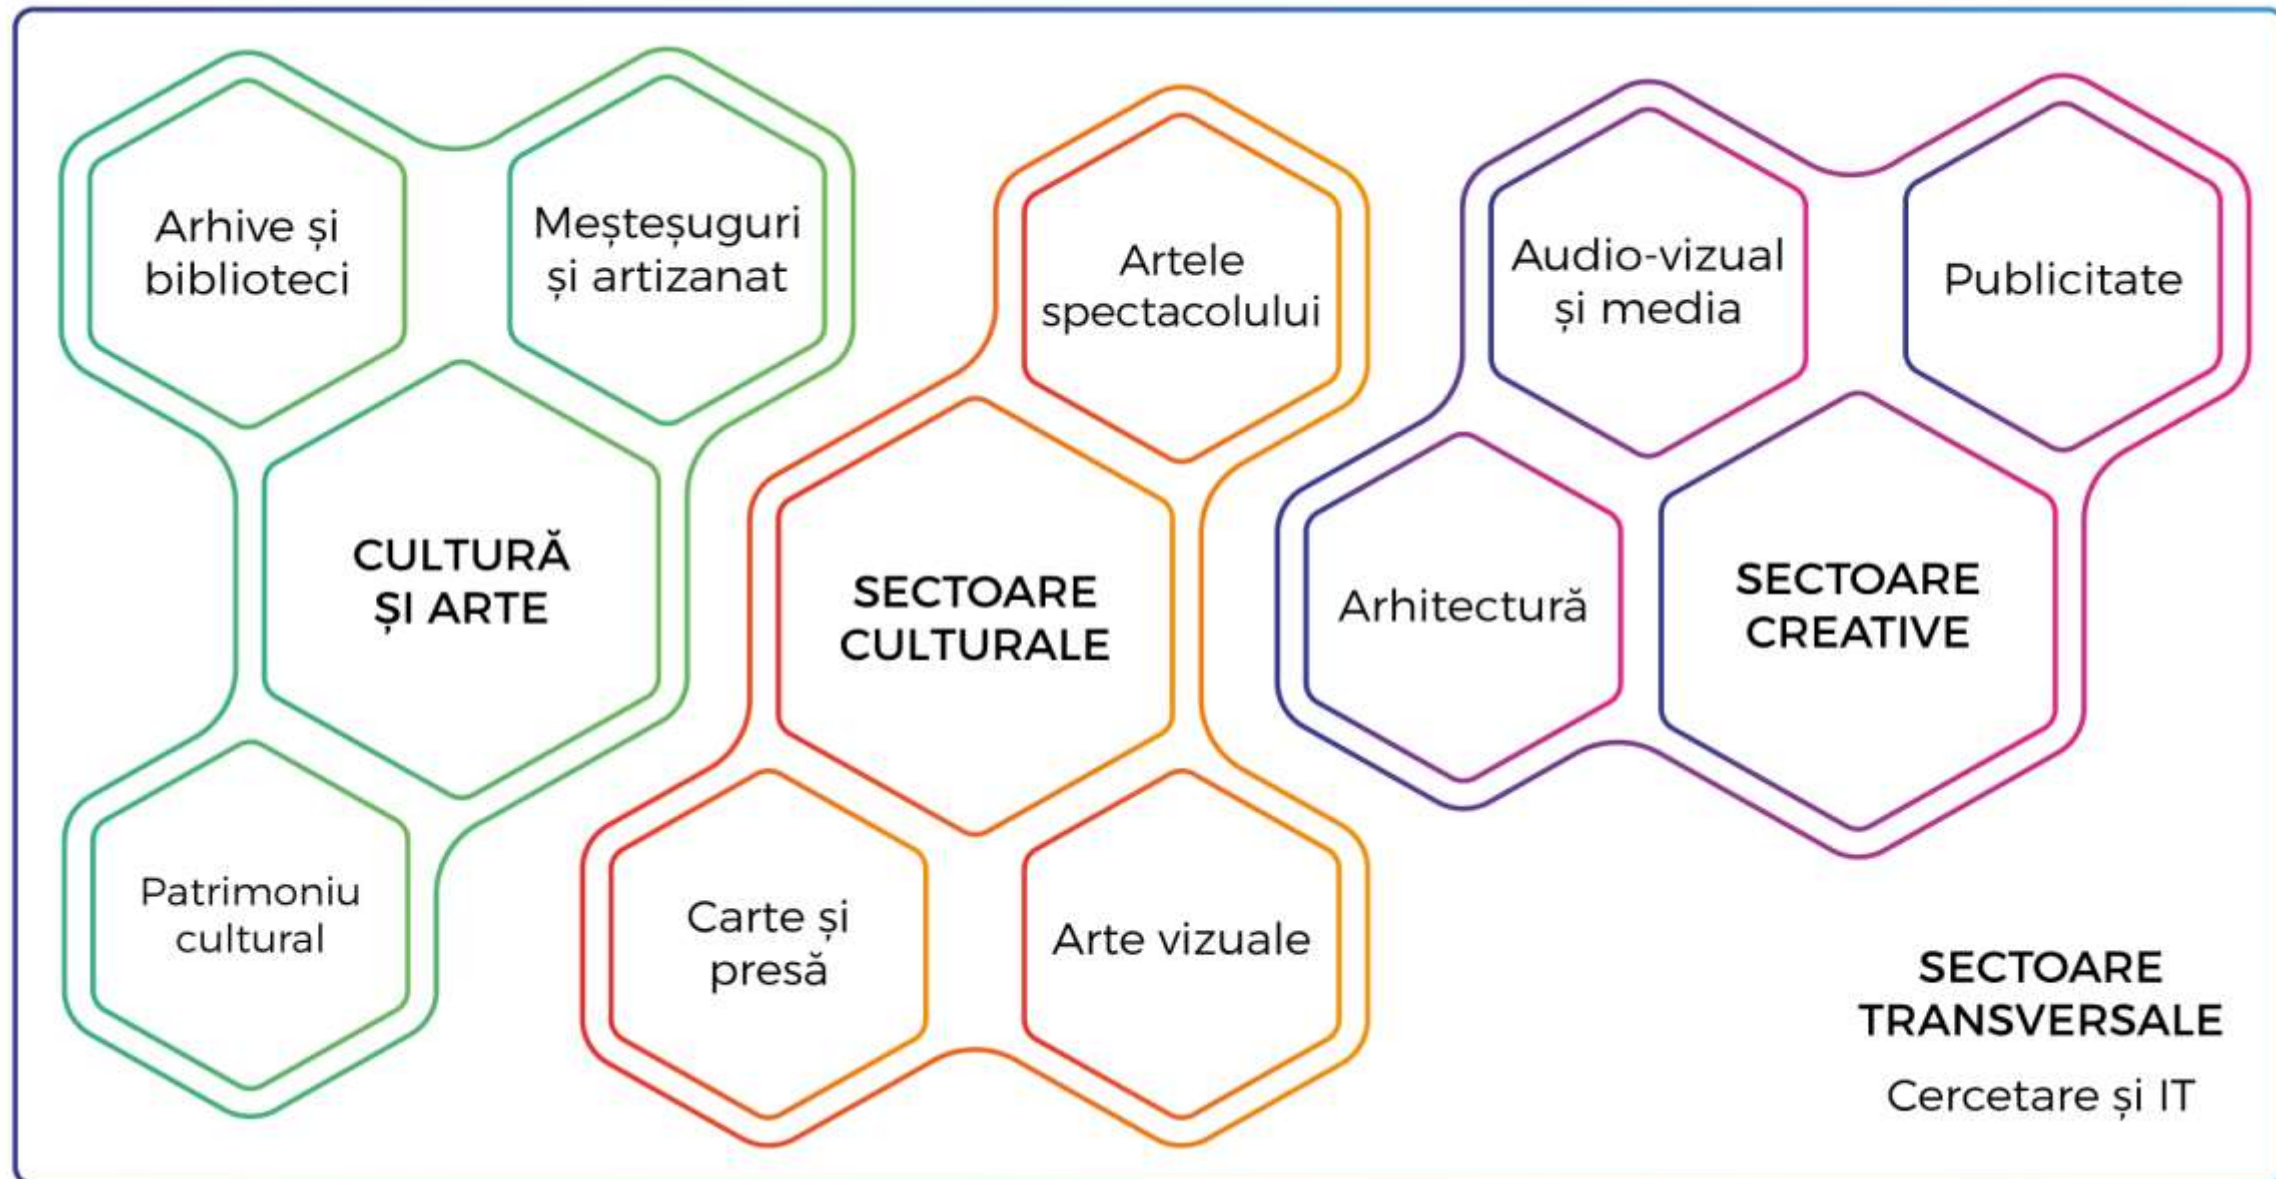 Arhive și
biblioteci
Meșteșuguri
și artizanat
CULTURĂ
ȘI ARTE
Patrimoniu
cultural
Artele
spectacolului
SECTOARE
CULTURALE
Carte și
presă
Arte vizuale
Audio-vizual
și media
Publicitate
Arhitectură
SECTOARE
CREATIVE
SECTOARE
TRANSVERSALE
Cercetare și IT